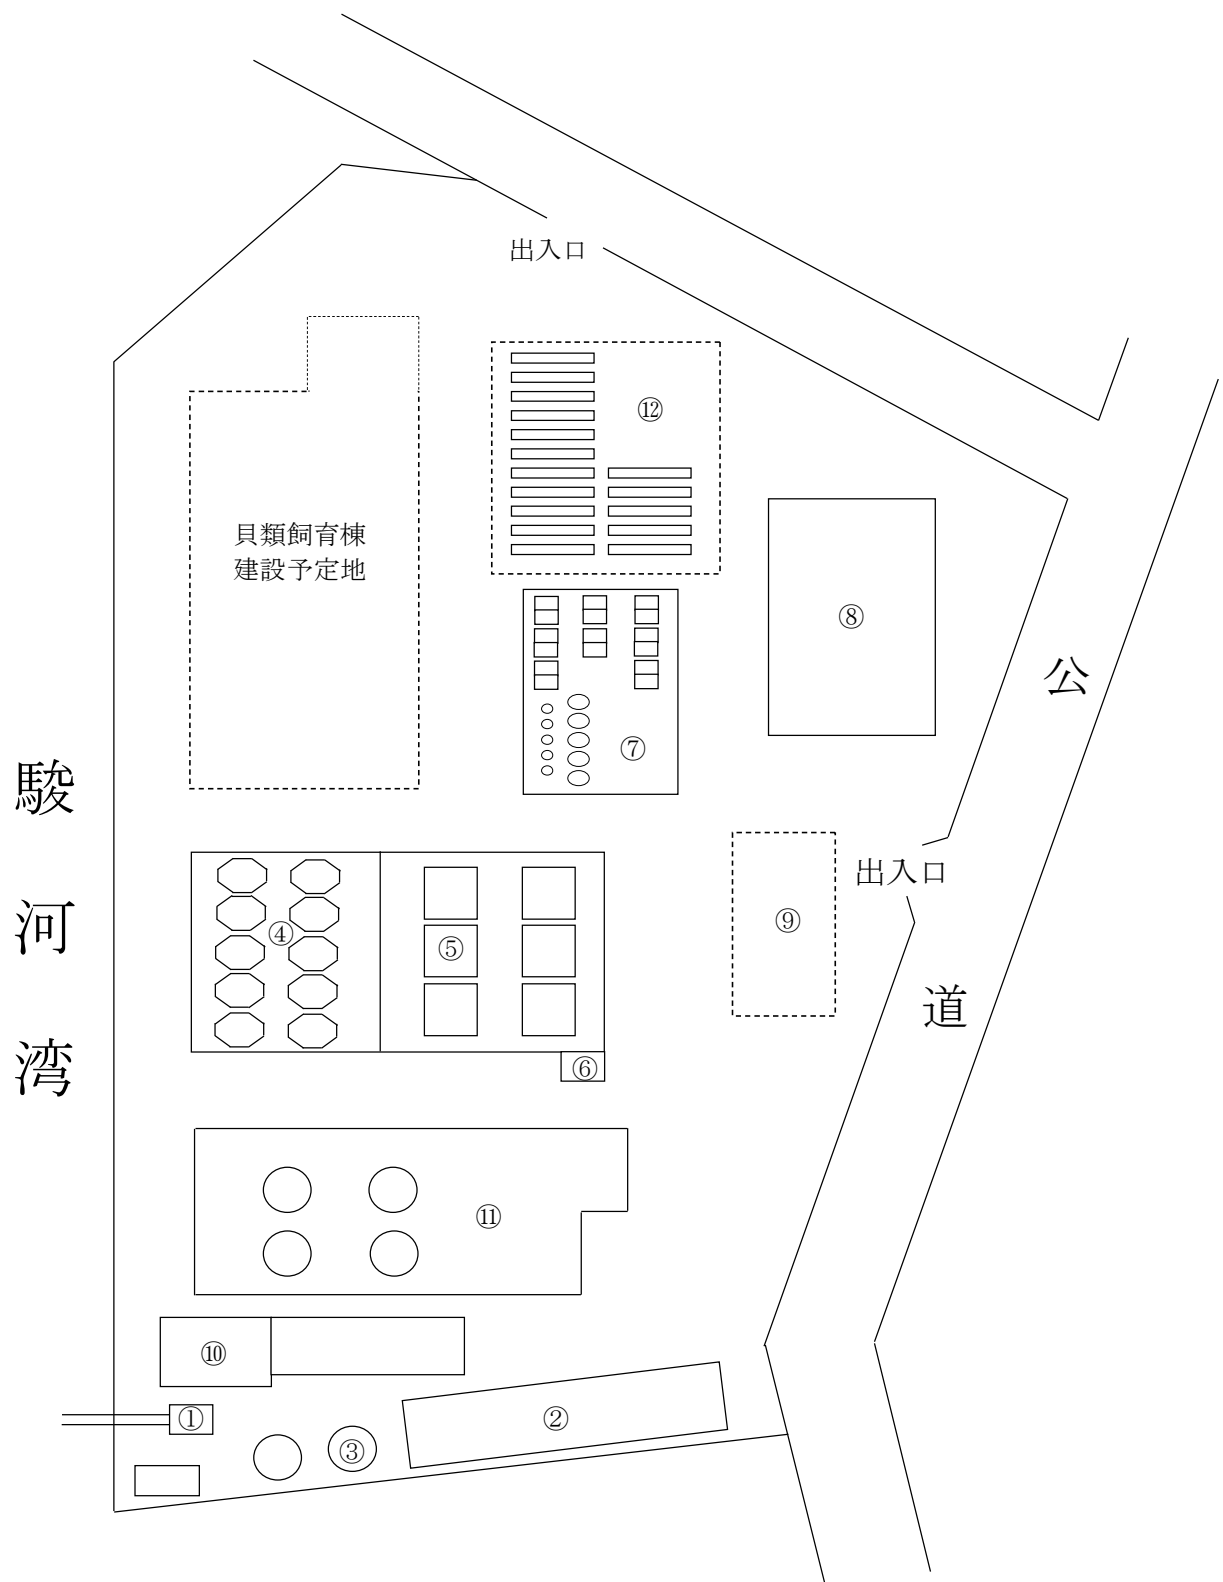 出入口
⑫
貝類飼育棟
建設予定地
⑧
公
⑦
駿
河
湾
出入口
⑨
④
⑤
道
⑥
⑪
⑩
①
②
③